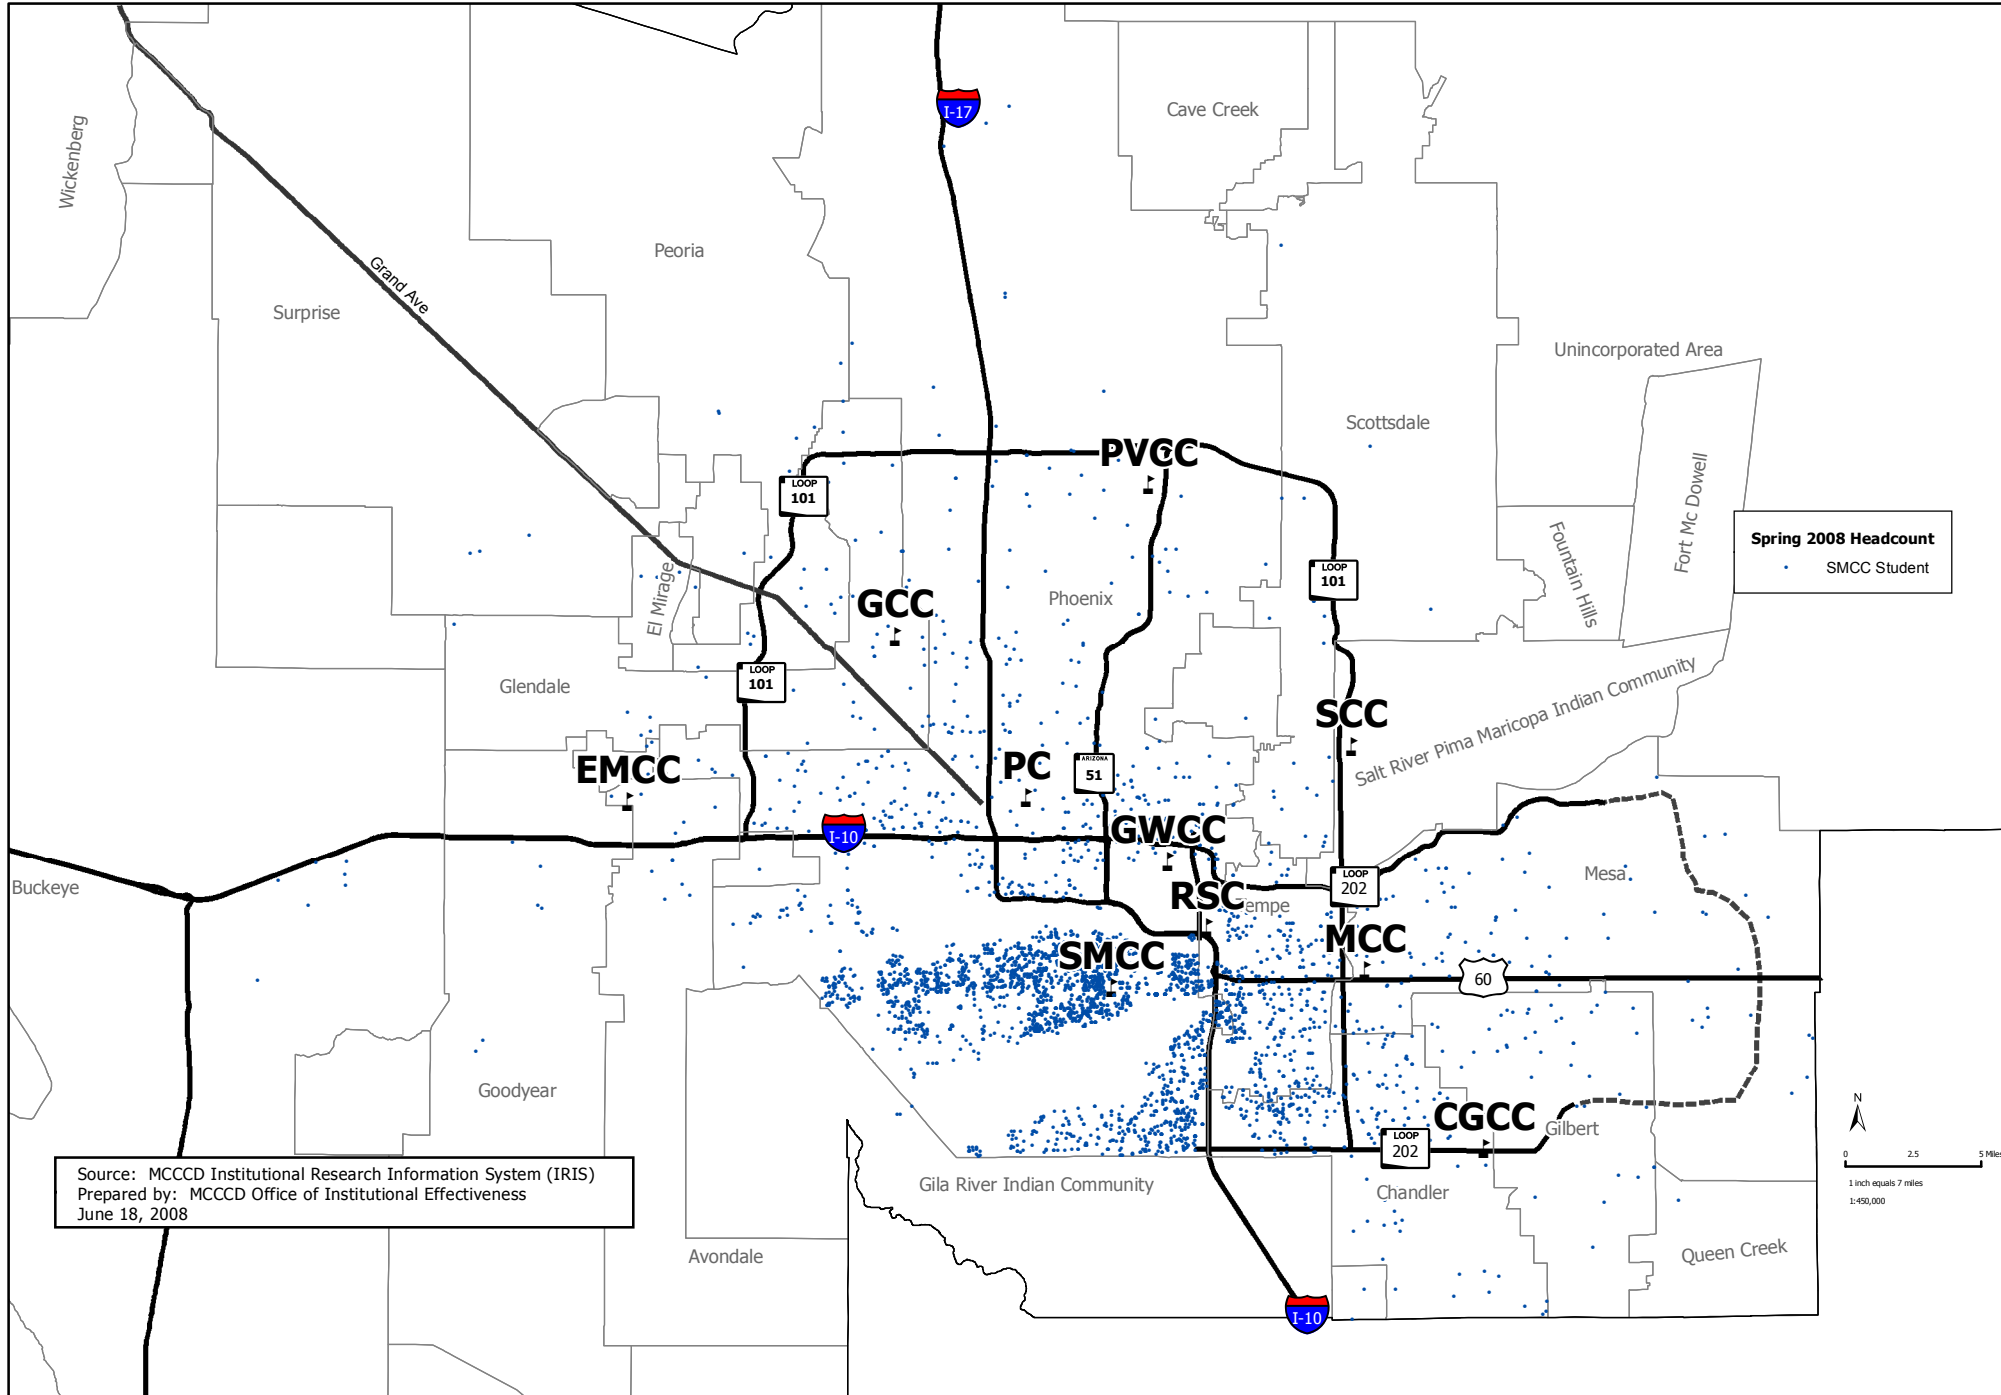 I-17
Cave Creek
Wickenberg
Peoria
Grand Ave
Surprise
Unincorporated Area
Scottsdale
PVCC
LOOP
101
Fort Mc Dowell
Fountain Hills
Spring 2008 Headcount
SMCC Student
LOOP
101
El Mirage
GCC
Phoenix
LOOP
101
Glendale
Salt River Pima Maricopa Indian Community
SCC
EMCC
PC
ARIZONA
51
I-10
GWCC
Buckeye
Mesa
LOOP
202
RSC
empe
MCC
SMCC
60
Goodyear
N
CGCC
Gilbert
LOOP
202
0 2.5 5 Miles
1 inch equals 7 miles
1:450,000
Source: MCCCD Institutional Research Information System (IRIS)
Prepared by: MCCCD Office of Institutional Effectiveness
June 18, 2008
Gila River Indian Community
Chandler
Avondale
Queen Creek
I-10